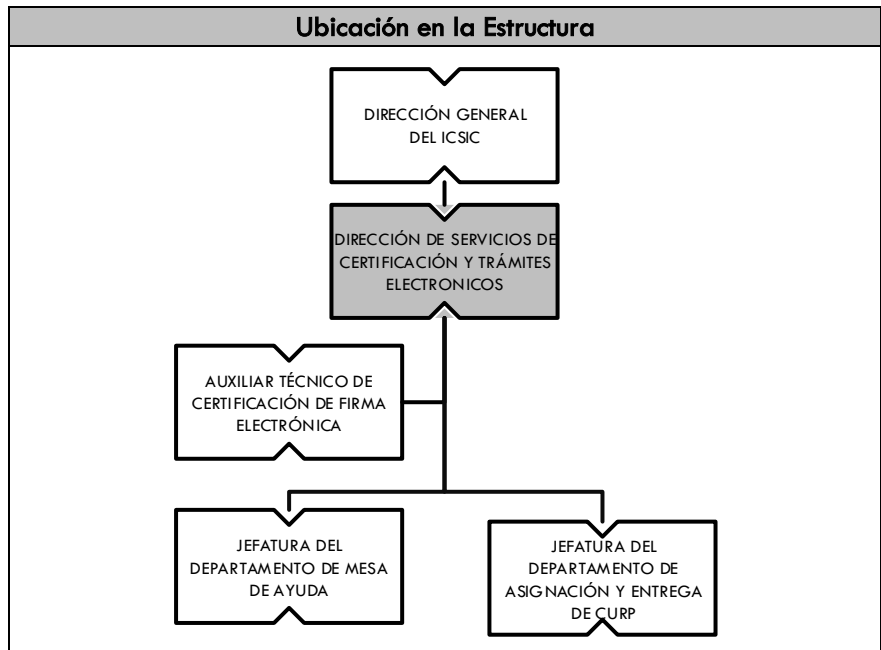 Ubicación en la Estructura
DIRECCIÓN GENERAL
DEL ICSIC
DIRECCIÓN DE SERVICIOS DE
CERTIFICACIÓN Y TRÁMITES
ELECTRONICOS
AUXILIAR TÉCNICO DE
CERTIFICACIÓN DE FIRMA
ELECTRÓNICA
JEFATURA DEL
DEPARTAMENTO DE MESA
DE AYUDA
JEFATURA DEL
DEPARTAMENTO DE
ASIGNACIÓN Y ENTREGA
DE CURP